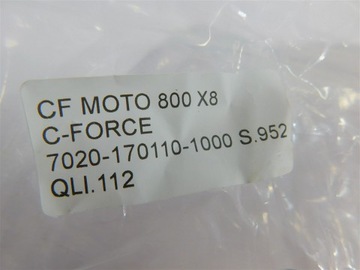 CF MOTO 800 X8
C-FORCE
7020-170110-1000 S.952
QLI.112